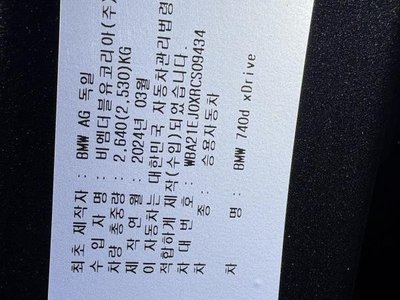 최초 제작자 : BMW AG 독일
수 입 자 명 : 비엠더블유코리아(주)
차량 총중량 : 2,640(2,530)KG
제 작 연 월 : 2024년 03월
이 자동차는 대한민국 자동차관리법령
적합하게 제작(수입)되었습니다.
차 대 번 호 : WBA21EJ0XRCS09434
차 종 : 승용자동차
차 명 : BMW 740d xDrive